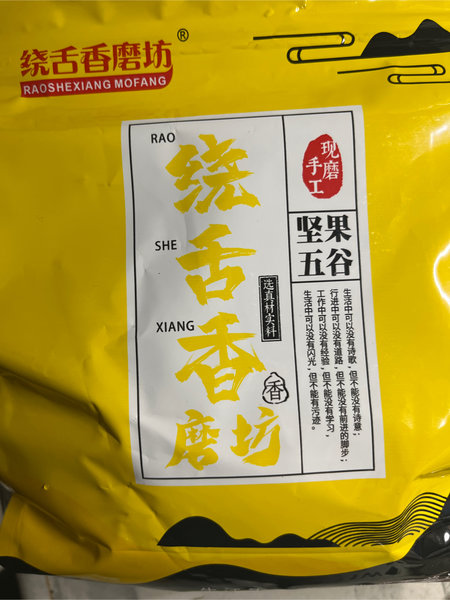 绕舌香磨坊®
RAOSHEXIANG MOFANG
RAO
SHE
XIANG
绕舌香
磨坊
选真材实料
香
现磨
手工
坚果
五谷
生活中可以没有诗歌，但不能没有诗意；
行进中可以没有道路，但不能没有前进的脚步；
工作中可以没有经验，但不能没有学习，
生活中可以没有闪光，但不能有污迹。